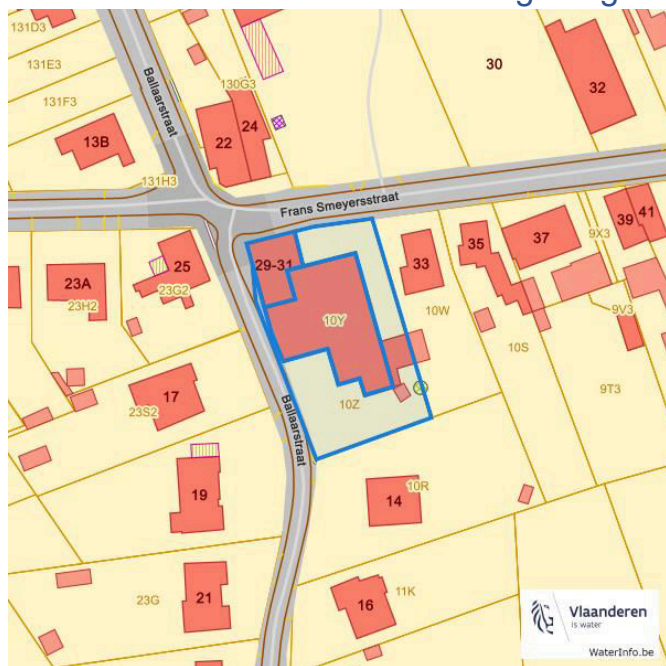 131D3
131E3
131F3
13B
Ballaarstraat
130G3
22
24
30
32
131H3
Frans Smeyersstraat
23A
23H2
25
23G2
29-31
10Y
33
10W
35
37
9X3
39
41
9V3
10S
9T3
17
23S2
10Z
Ballaarstraat
19
14
10R
23G
21
16
11K
Vlaanderen
is water
WaterInfo.be